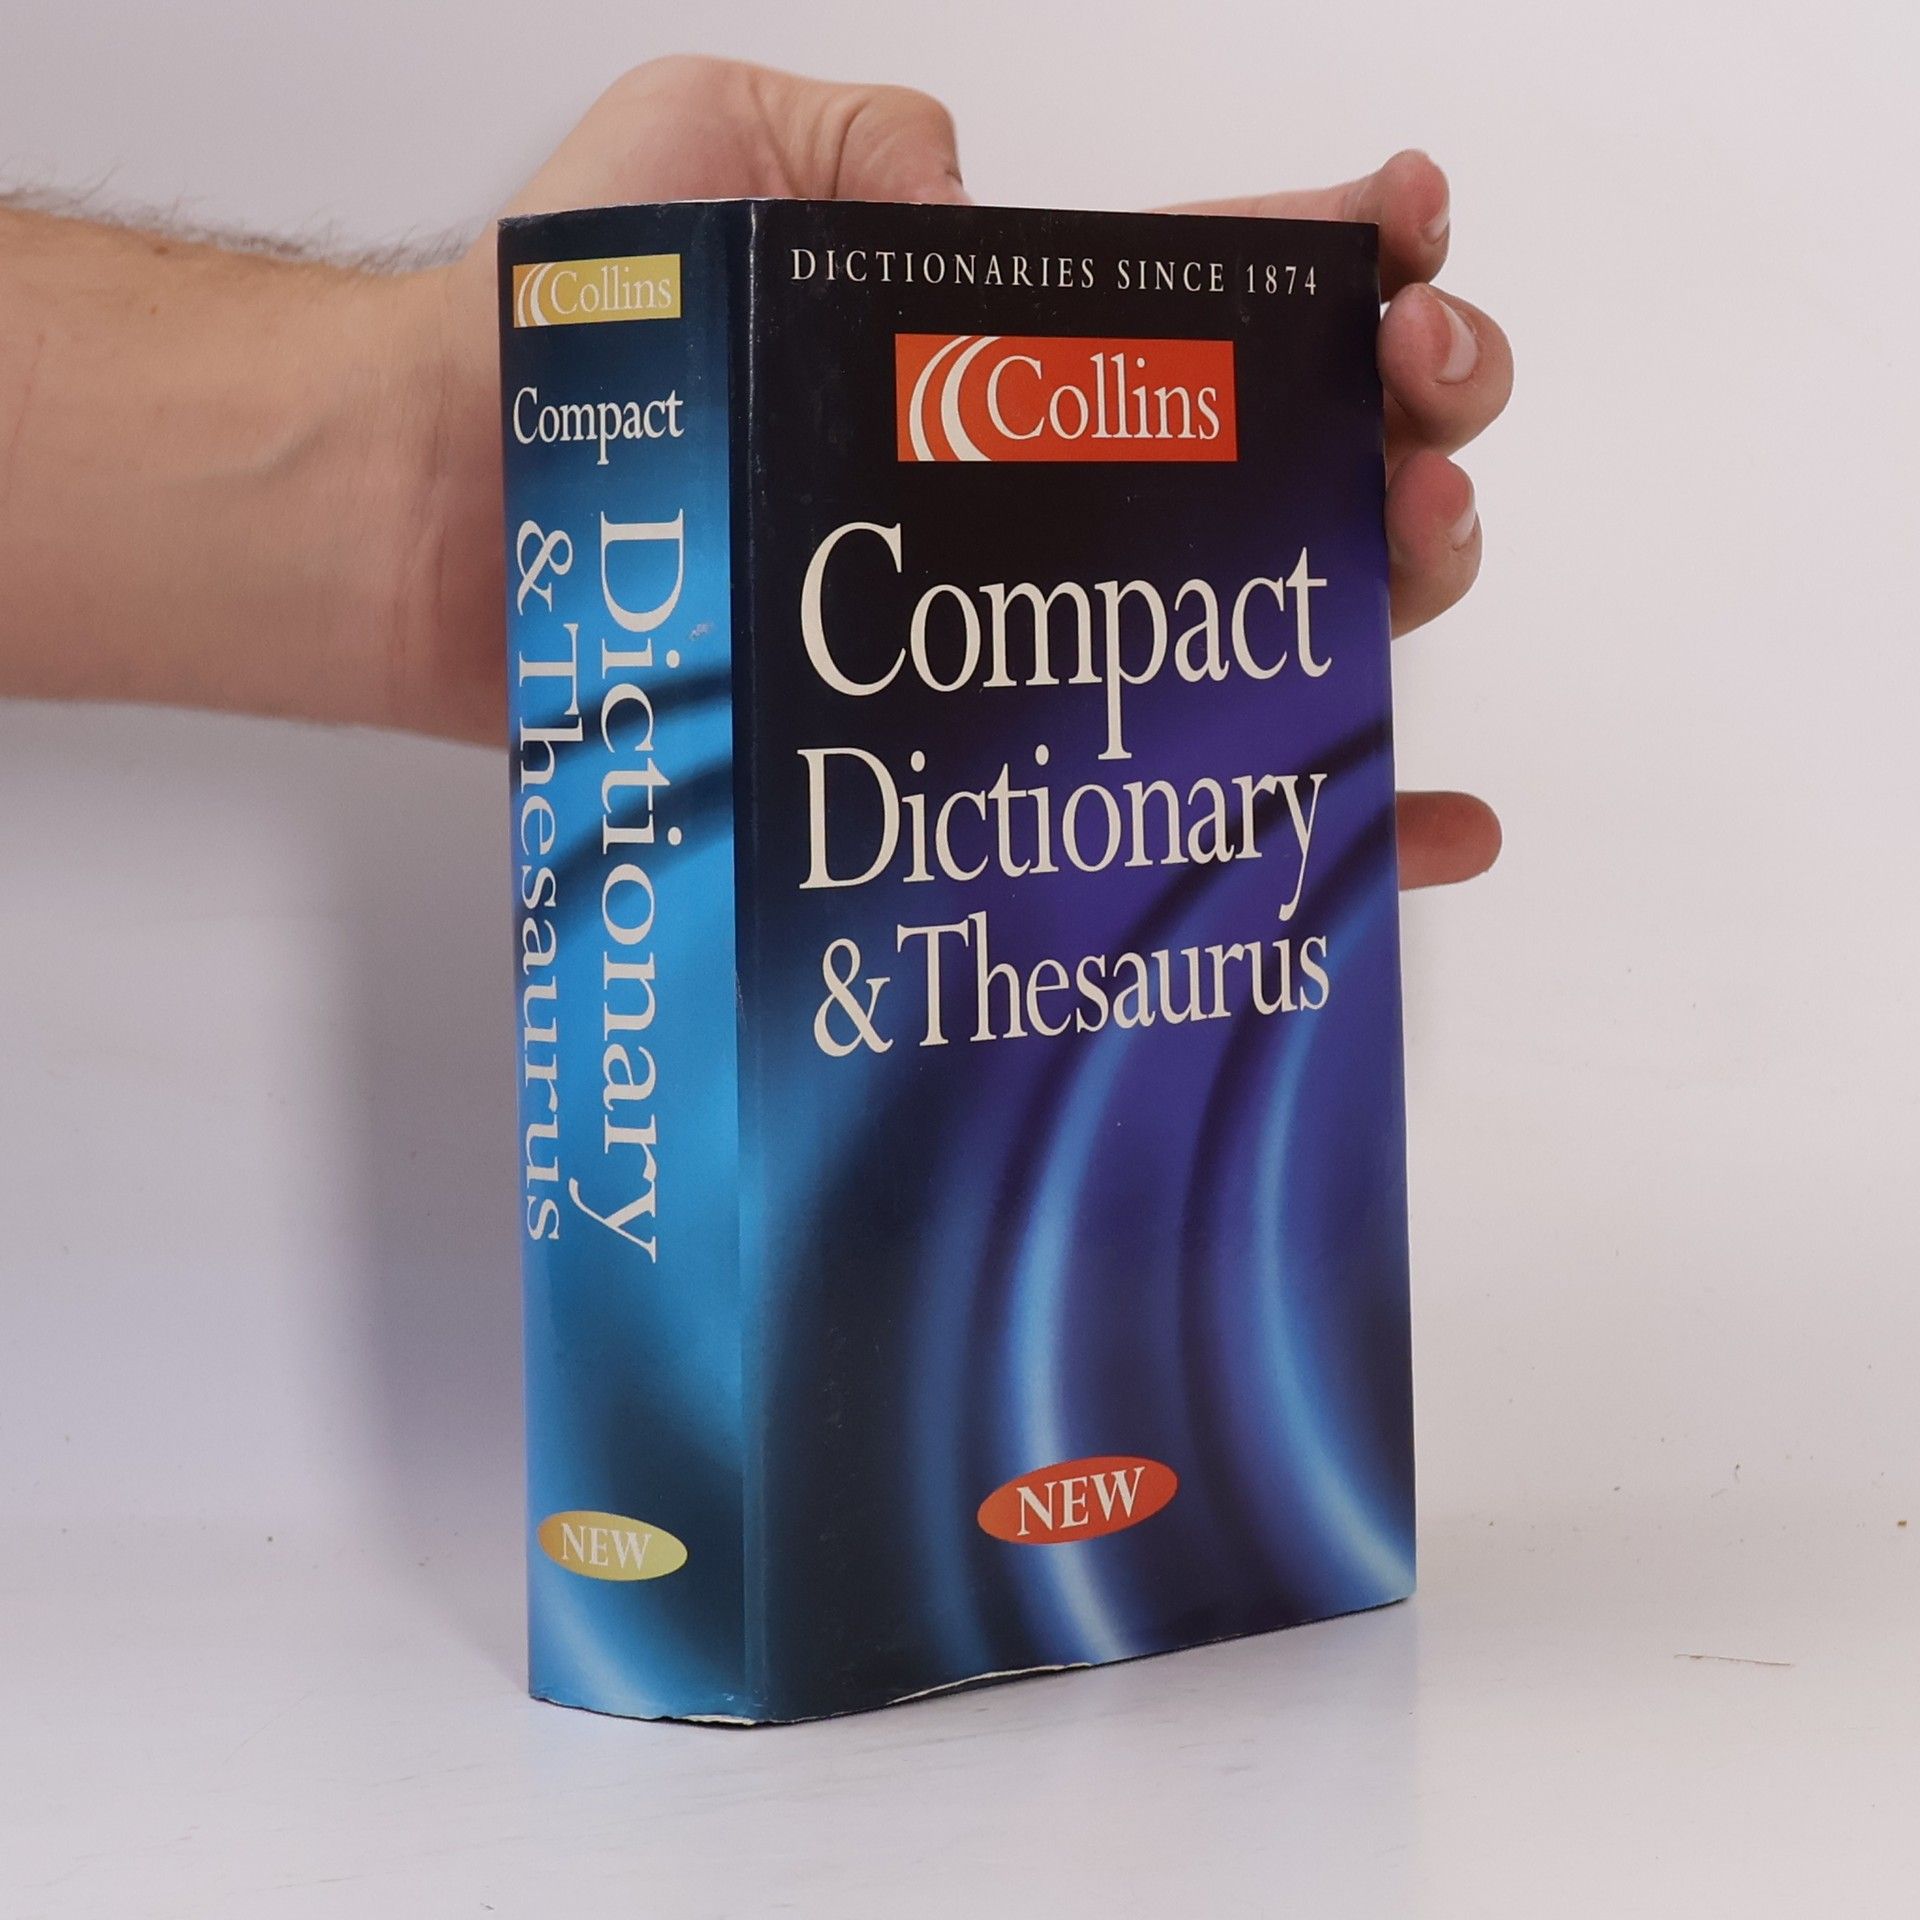 Collins
Compact
Dictionary
& Thesaurus
NEW
DICTIONARIES SINCE 1874
Collins
Compact
Dictionary
& Thesaurus
NEW